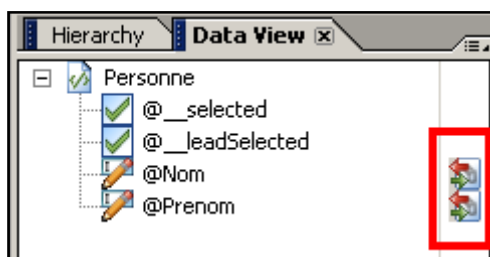 Hierarchy Data View
Personne
@__selected
@__leadSelected
@Nom
@Prenom